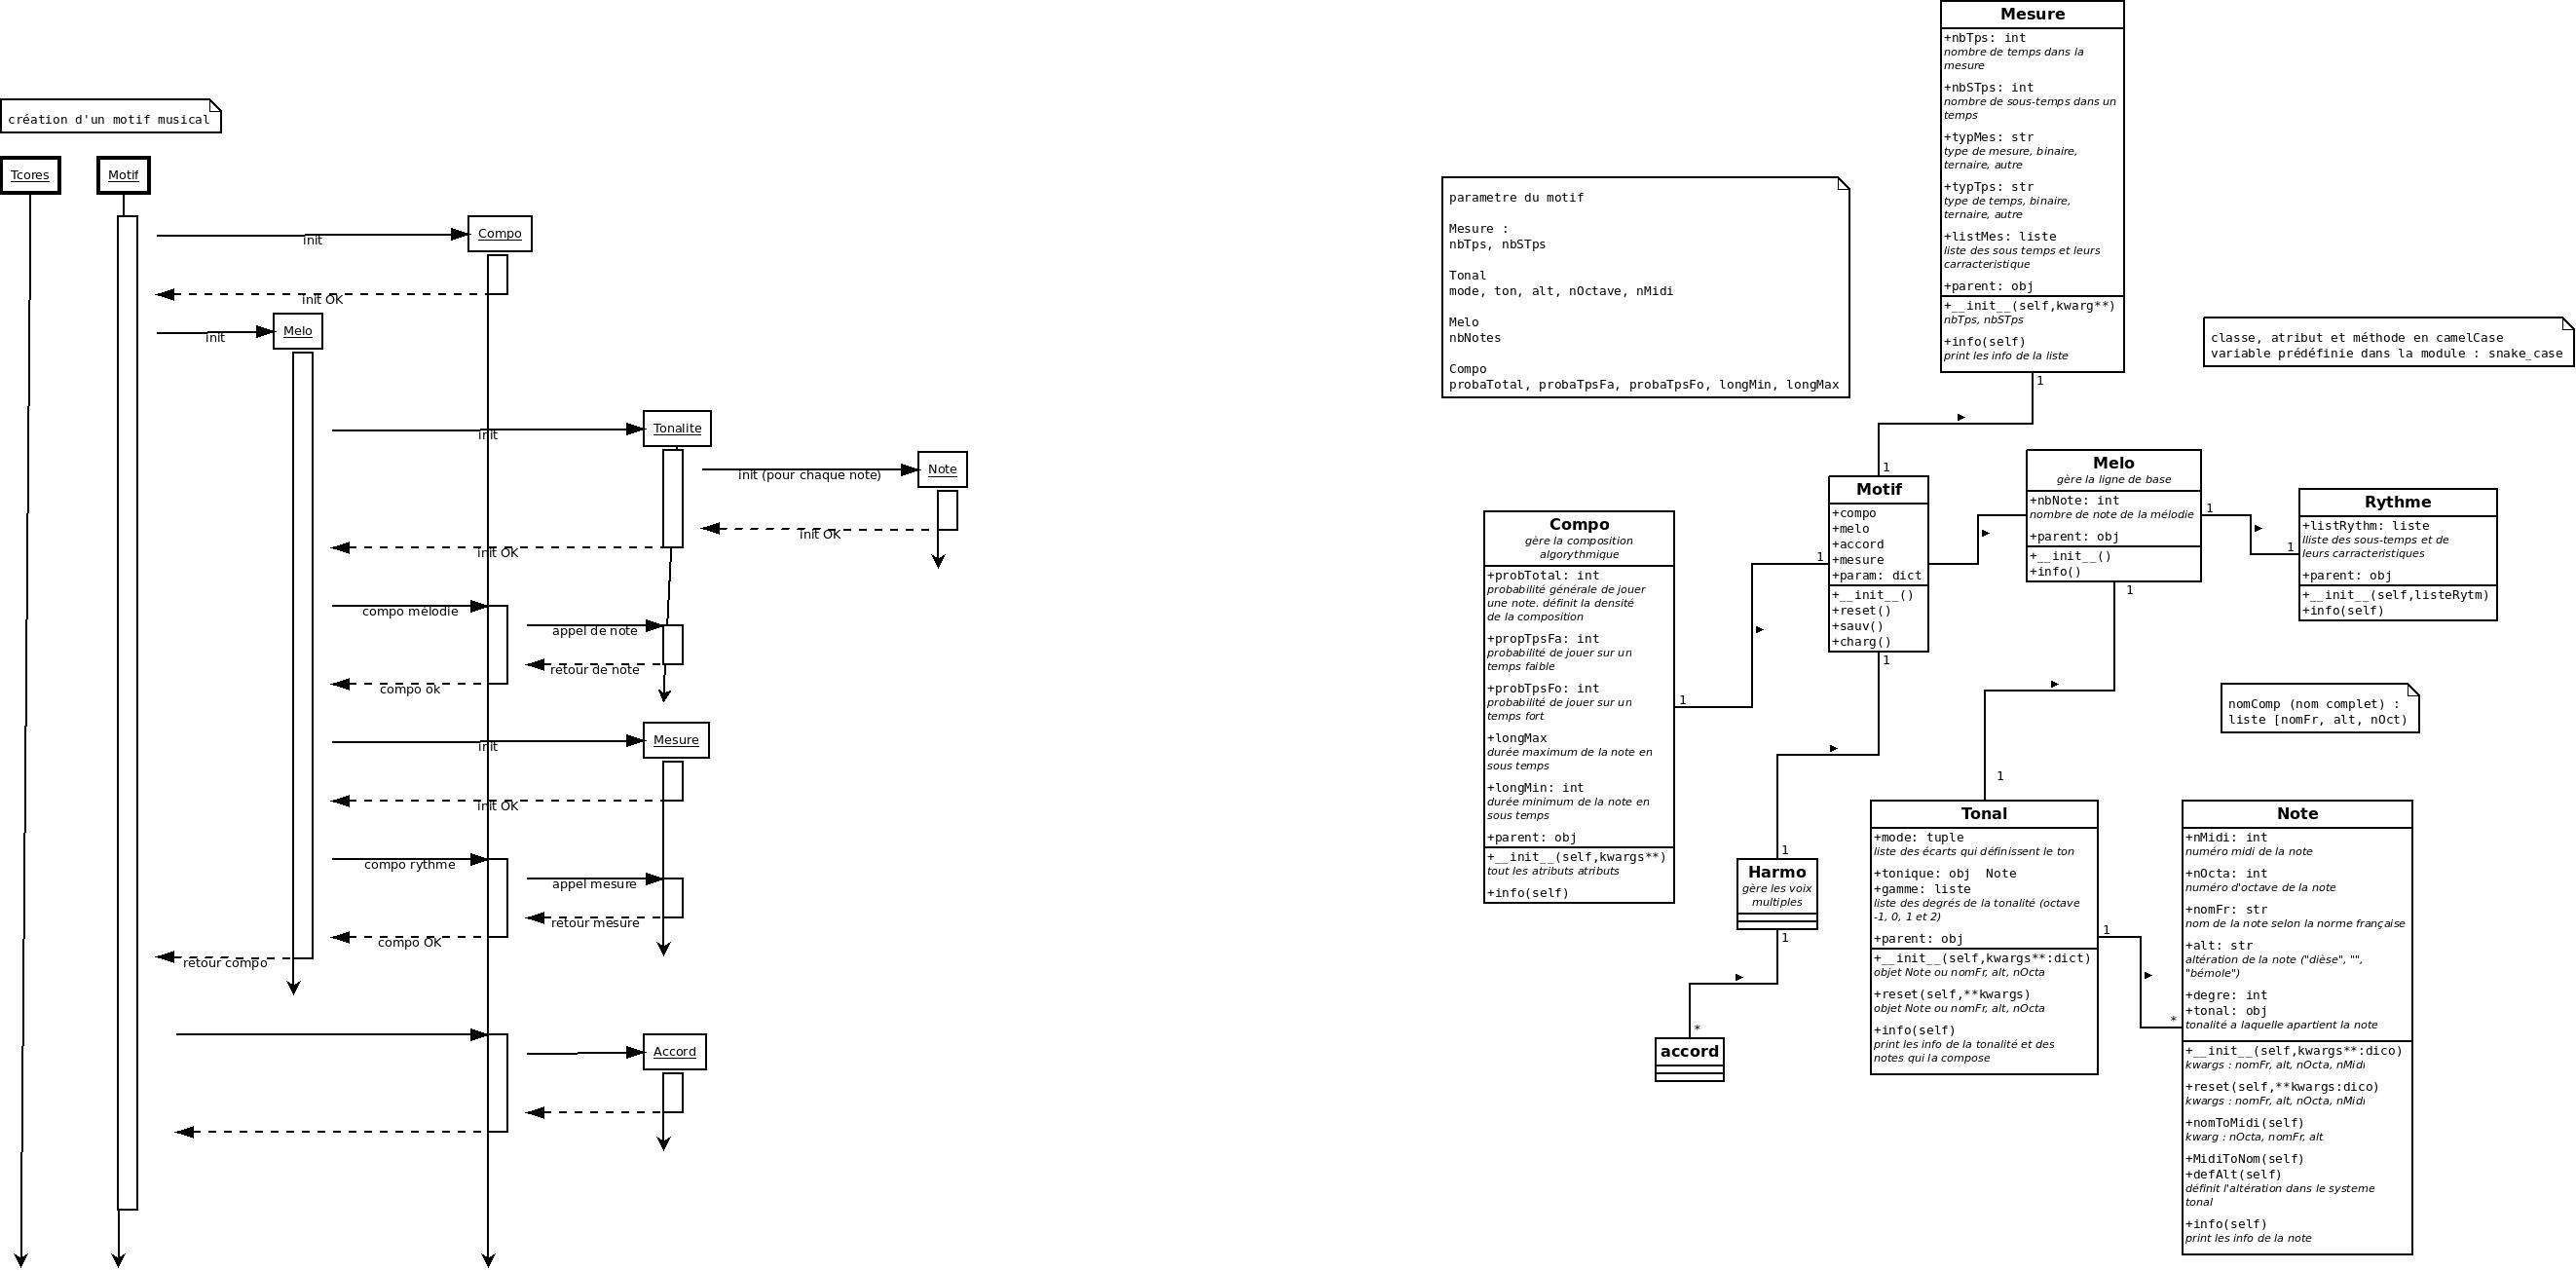 création d'un motif musical
Tcores
Motif
init
Compo
init OK
init
Melo
init
Tonalite
init (pour chaque note)
Note
init OK
init OK
compo mélodie
appel de note
retour de note
compo ok
init
Mesure
init OK
compo rythme
appel mesure
retour mesure
compo OK
retour compo
Accord
parametre du motif
Mesure :
nbTps, nbSTps
Tonal
mode, ton, alt, nOctave, nMidi
Melo
nbNotes
Compo
probaTotal, probaTpsFa, probaTpsFo, longMin, longMax
Mesure
+nbTps: int
nombre de temps dans la
mesure
+nbSTps: int
nombre de sous-temps dans un
temps
+typMes: str
type de mesure, binaire,
ternaire, autre
+typTps: str
type de temps, binaire,
ternaire, autre
+listMes: liste
liste des sous temps et leurs
carracteristique
+parent: obj
+__init__(self,kwarg**)
nbTps, nbSTps
+info(self)
print les info de la liste
1
classe, atribut et méthode en camelCase
variable prédéfinie dans la module : snake_case
1
Motif
+compo
+melo
+accord
+mesure
+param: dict
+__init__()
+reset()
+sauv()
+charg()
1
1
Melo
gère la ligne de base
+nbNote: int
nombre de note de la mélodie
+parent: obj
+__init__()
+info()
1
1
Rythme
+listRythm: liste
lliste des sous-temps et de
leurs carracteristiques
+parent: obj
+__init__(self,listeRytm)
+info(self)
1
Compo
gère la composition
algorythmique
+probTotal: int
probabilité générale de jouer
une note. définit la densité
de la composition
+propTpsFa: int
probabilité de jouer sur un
temps faible
+probTpsFo: int
probabilité de jouer sur un
temps fort
+longMax
durée maximum de la note en
sous temps
+longMin: int
durée minimum de la note en
sous temps
+parent: obj
+__init__(self,kwargs**)
tout les atributs atributs
+info(self)
1
nomComp (nom complet) :
liste [nomFr, alt, nOct)
1
Harmo
gère les voix
multiples
1
*
accord
1
Tonal
+mode: tuple
liste des écarts qui définissent le ton
+tonique: obj  Note
+gamme: liste
liste des degrés de la tonalité (octave
-1, 0, 1 et 2)
+parent: obj
+__init__(self,kwargs**:dict)
objet Note ou nomFr, alt, nOcta
+reset(self,**kwargs)
objet Note ou nomFr, alt, nOcta
+info(self)
print les info de la tonalité et des
notes qui la compose
1
*
Note
+nMidi: int
numéro midi de la note
+nOcta: int
numéro d'octave de la note
+nomFr: str
nom de la note selon la norme française
+alt: str
altération de la note ("dièse", "",
"bémole")
+degre: int
+tonal: obj
tonalité a laquelle apartient la note
+__init__(self,kwargs**:dico)
kwargs : nomFr, alt, nOcta, nMidi
+reset(self,**kwargs:dico)
kwargs : nomFr, alt, nOcta, nMidi
+nomToMidi(self)
kwarg : nOcta, nomFr, alt
+MidiToNom(self)
+defAlt(self)
définit l'altération dans le systeme
tonal
+info(self)
print les info de la note